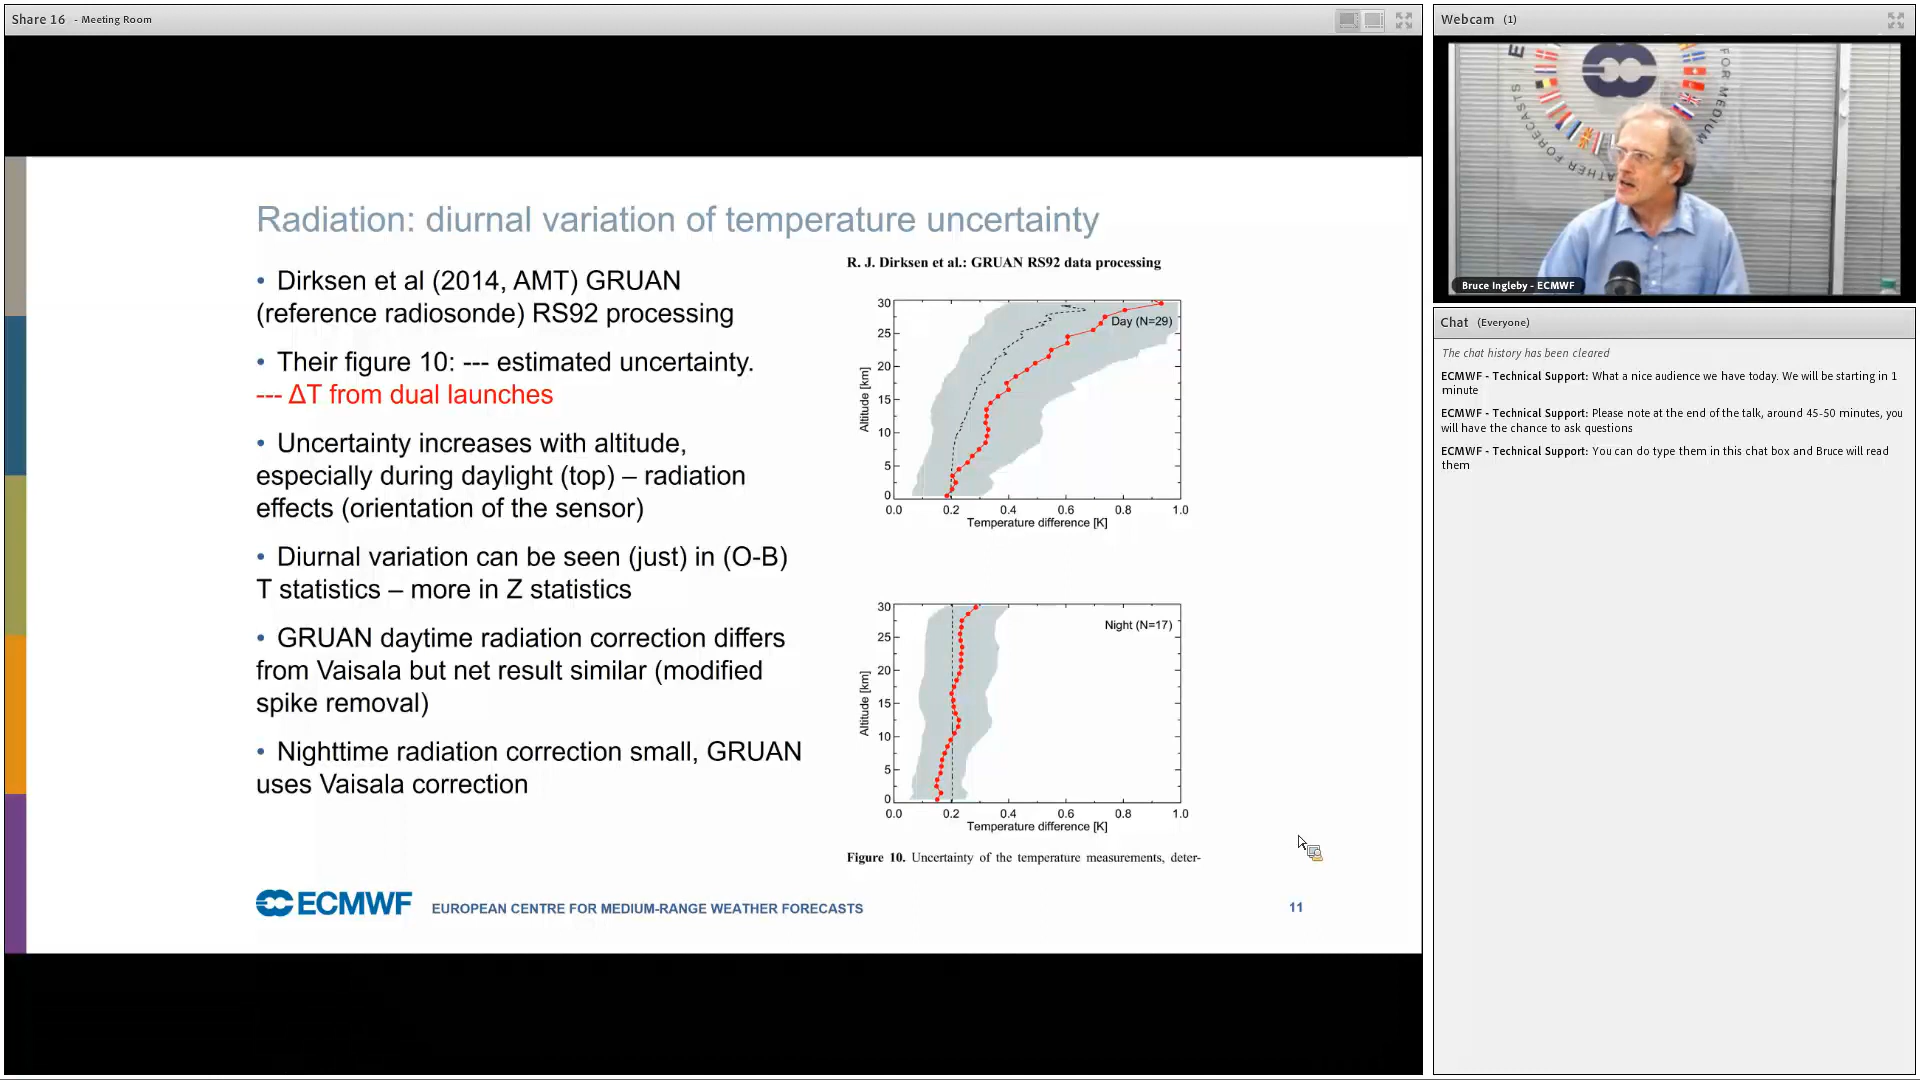 Share 16 - Meeting Room
Radiation: diurnal variation of temperature uncertainty
• Dirksen et al (2014, AMT) GRUAN
(reference radiosonde) RS92 processing
• Their figure 10: --- estimated uncertainty.
--- ΔT from dual launches
• Uncertainty increases with altitude,
especially during daylight (top) – radiation
effects (orientation of the sensor)
• Diurnal variation can be seen (just) in (O-B)
T statistics – more in Z statistics
• GRUAN daytime radiation correction differs
from Vaisala but net result similar (modified
spike removal)
• Nighttime radiation correction small, GRUAN
uses Vaisala correction
R. J. Dirksen et al.: GRUAN RS92 data processing
Day (N=29)
Altitude [km]
30
25
20
15
10
5
0
0.0 0.2 0.4 0.6 0.8 1.0
Temperature difference [K]
Night (N=17)
Altitude [km]
30
25
20
15
10
5
0
0.0 0.2 0.4 0.6 0.8 1.0
Temperature difference [K]
Figure 10. Uncertainty of the temperature measurements, deter-
ECMWF EUROPEAN CENTRE FOR MEDIUM-RANGE WEATHER FORECASTS
11
Webcam (1)
FOR MEDIUM
ATHER FORECASTS
E
Bruce Ingleby - ECMWF
Chat (Everyone)
The chat history has been cleared
ECMWF - Technical Support: What a nice audience we have today. We will be starting in 1
minute
ECMWF - Technical Support: Please note at the end of the talk, around 45-50 minutes, you
will have the chance to ask questions
ECMWF - Technical Support: You can do type them in this chat box and Bruce will read
them